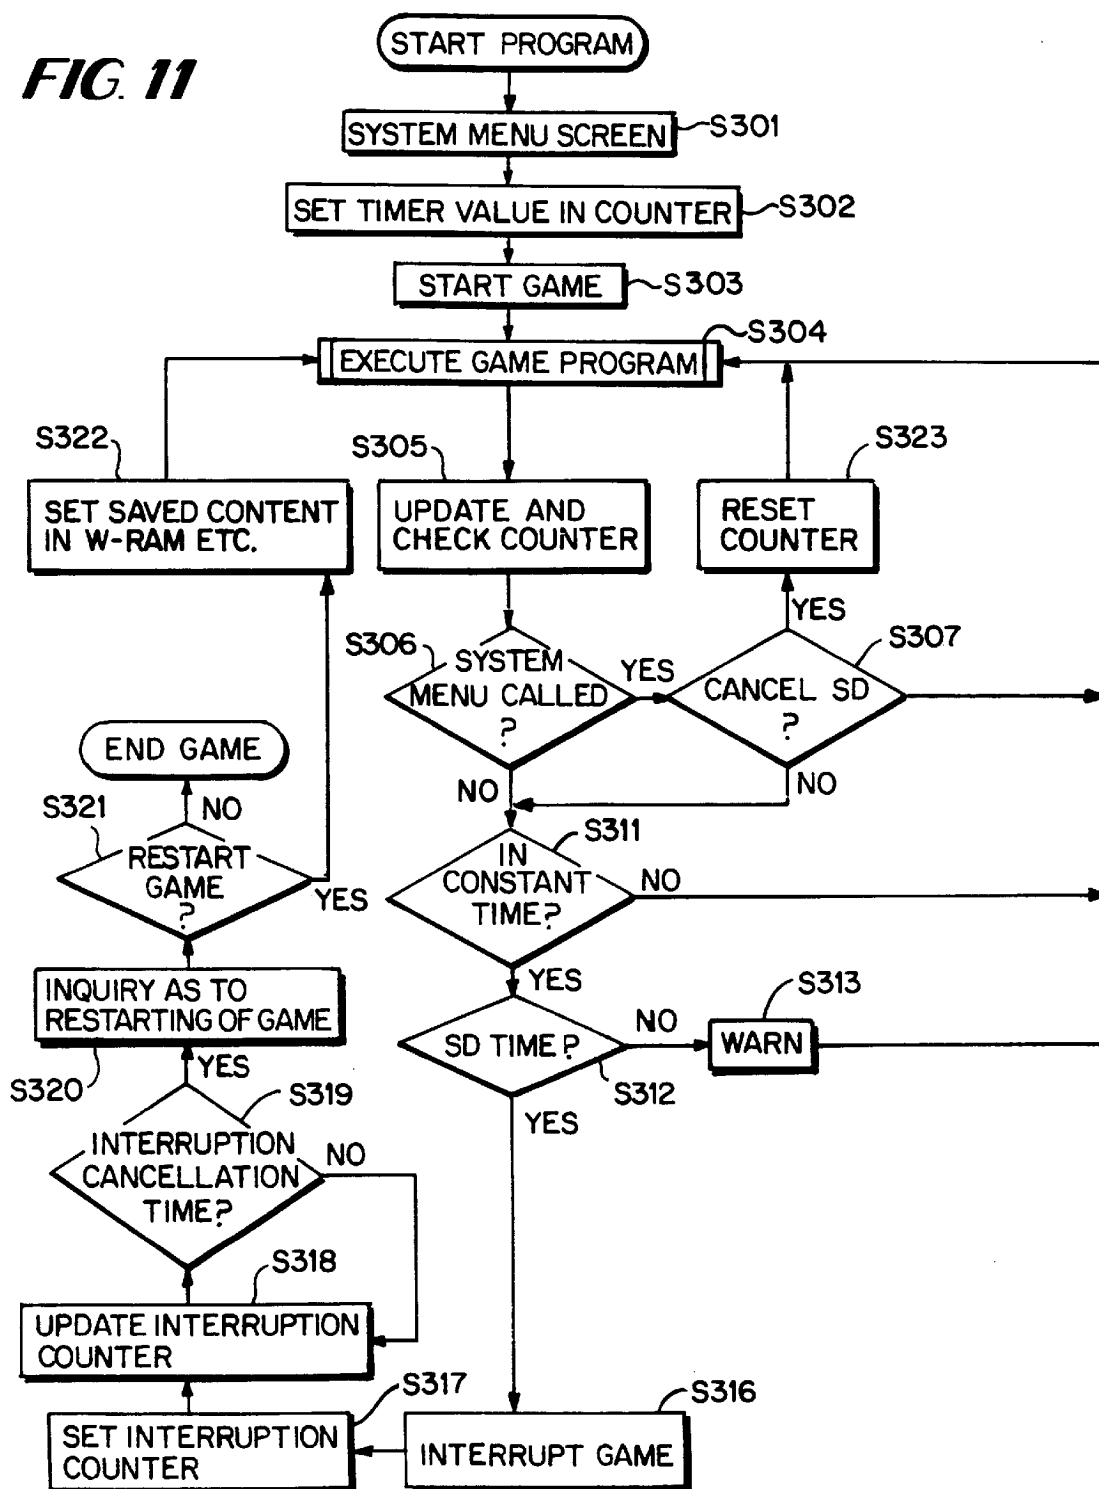 FIG. 11
START PROGRAM
SYSTEM MENU SCREEN
S301
SET TIMER VALUE IN COUNTER
S302
START GAME
S303
EXECUTE GAME PROGRAM
S304
S322
SET SAVED CONTENT
IN W-RAM ETC.
S305
UPDATE AND
CHECK COUNTER
S323
RESET
COUNTER
YES
S306
SYSTEM
MENU CALLED
?
YES
S307
CANCEL SD
?
NO
NO
END GAME
NO
S321
RESTART
GAME
?
YES
S311
IN
CONSTANT
TIME?
NO
YES
INQUIRY AS TO
RESTARTING OF GAME
S320
YES
SD TIME?
S312
NO
S313
WARN
YES
S319
INTERRUPTION
CANCELLATION
TIME?
NO
S318
UPDATE INTERRUPTION
COUNTER
S317
SET INTERRUPTION
COUNTER
S316
INTERRUPT GAME